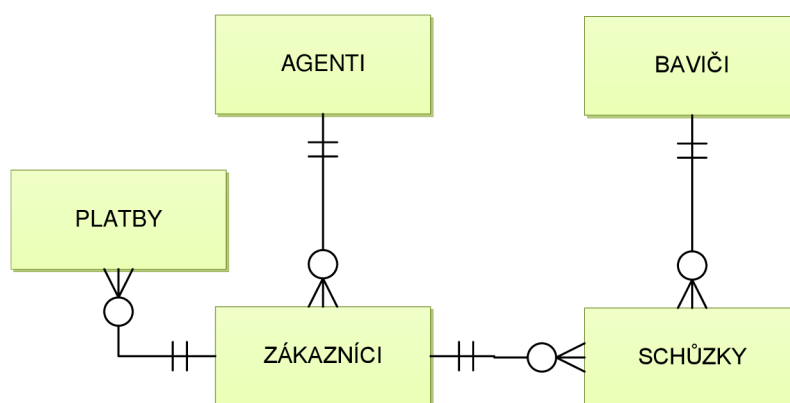 AGENTI
BAVIČI
PLATBY
ZÁKAZNÍCI
SCHŮZKY